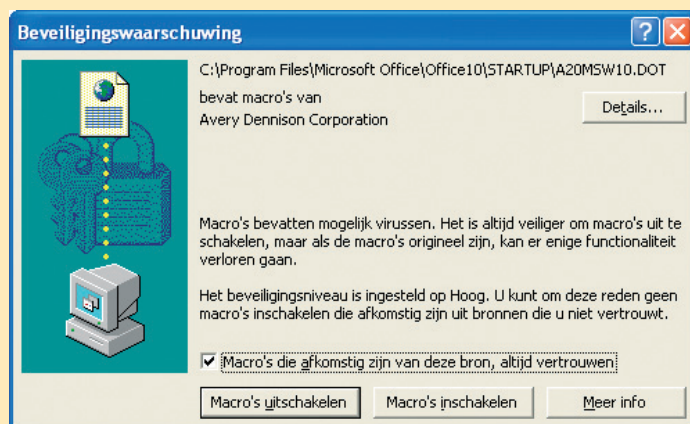 Beveiligingswaarschuwing
C:\Program Files\Microsoft Office\Office10\STARTUP\A20MSW10.DOT
bevat macro's van
Avery Dennison Corporation
Details...
Macro's bevatten mogelijk virussen. Het is altijd veiliger om macro's uit te
schakelen, maar als de macro's origineel zijn, kan er enige functionaliteit
verloren gaan.
Het beveiligingsniveau is ingesteld op Hoog. U kunt om deze reden geen
macro's inschakelen die afkomstig zijn uit bronnen die u niet vertrouwt.
Macro's die afkomstig zijn van deze bron, altijd vertrouwen
Macro's uitschakelen
Macro's inschakelen
Meer info